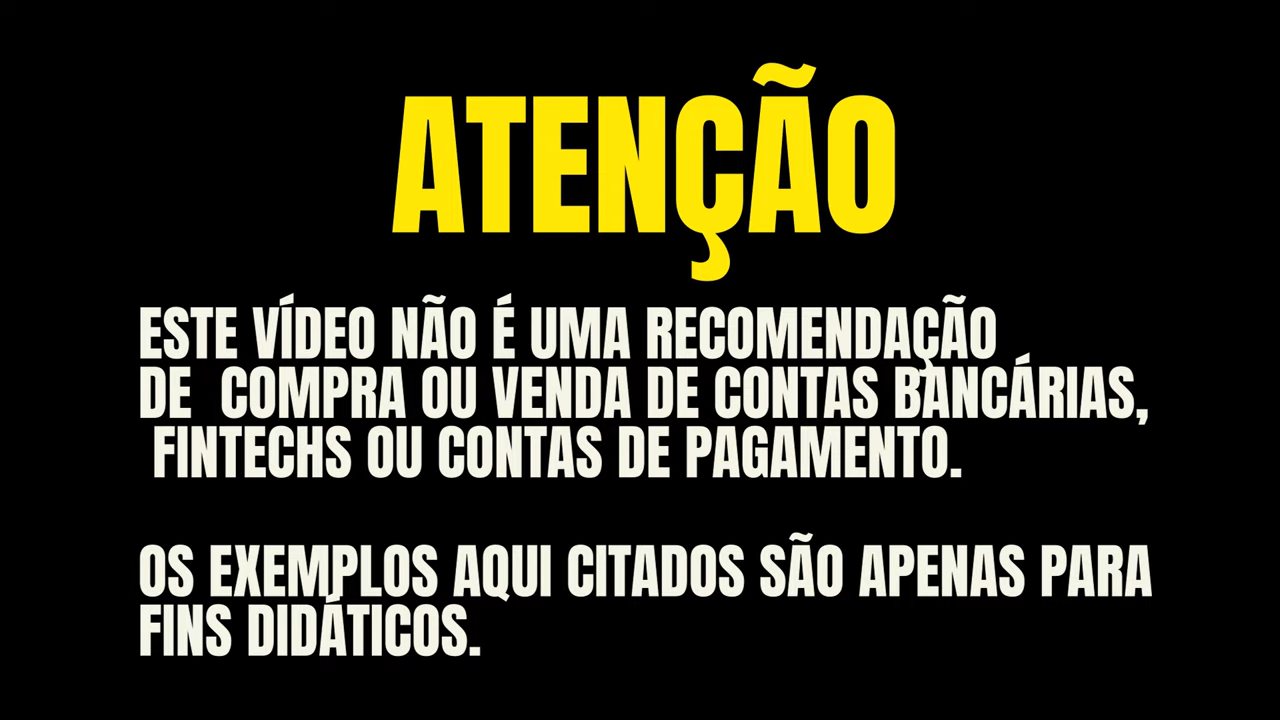 ATENÇÃO
ESTE VÍDEO NÃO É UMA RECOMENDAÇÃO
DE COMPRA OU VENDA DE CONTAS BANCÁRIAS,
FINTECHS OU CONTAS DE PAGAMENTO.
OS EXEMPLOS AQUI CITADOS SÃO APENAS PARA
FINS DIDÁTICOS.